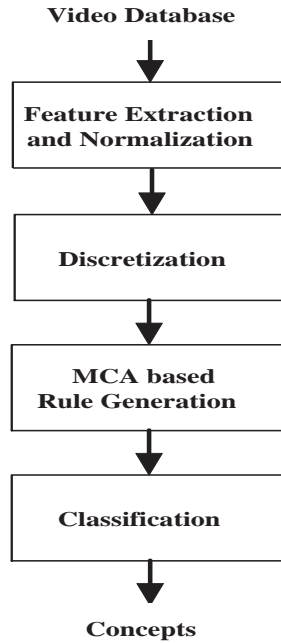 Video Database
Feature Extraction
and Normalization
Discretization
MCA based
Rule Generation
Classification
Concepts